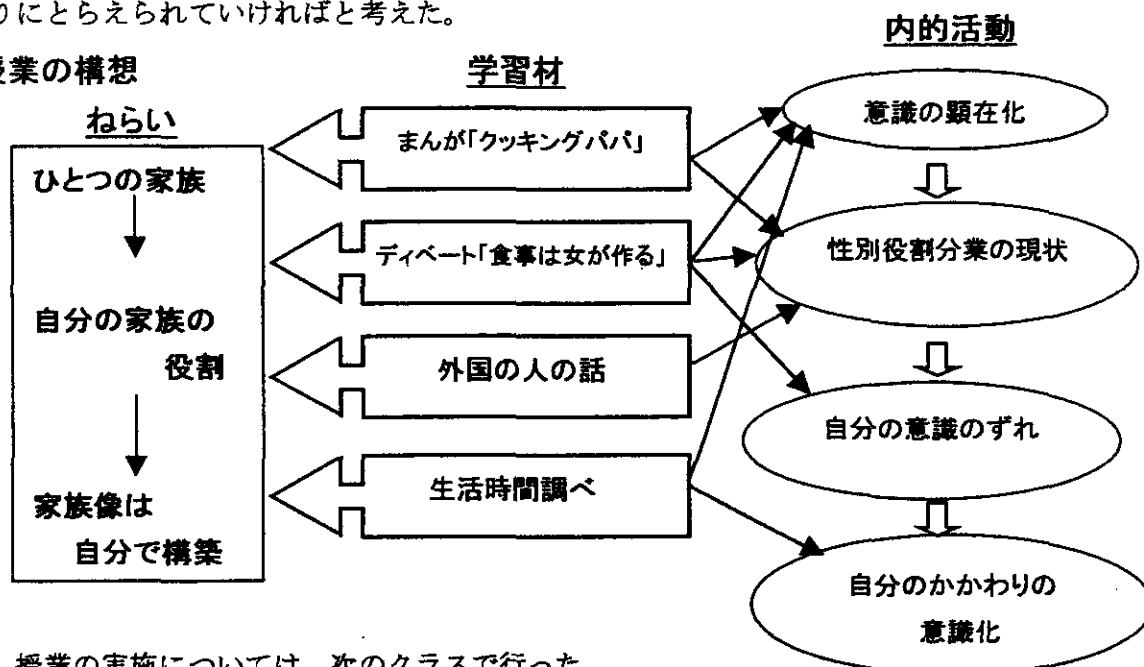 りにとらえられていければと考えた。
業の構想
内的活動
学習材
ねらい
ひとつの家族
自分の家族の
役割
家族像は
自分で構築
まんが「クッキングパパ」
ディベート「食事は女が作る」
外国の人の話
生活時間調べ
意識の顕在化
性別役割分業の現状
自分の意識のずれ
自分のかかわりの
意識化
授業の実施については、次のクラスで行った